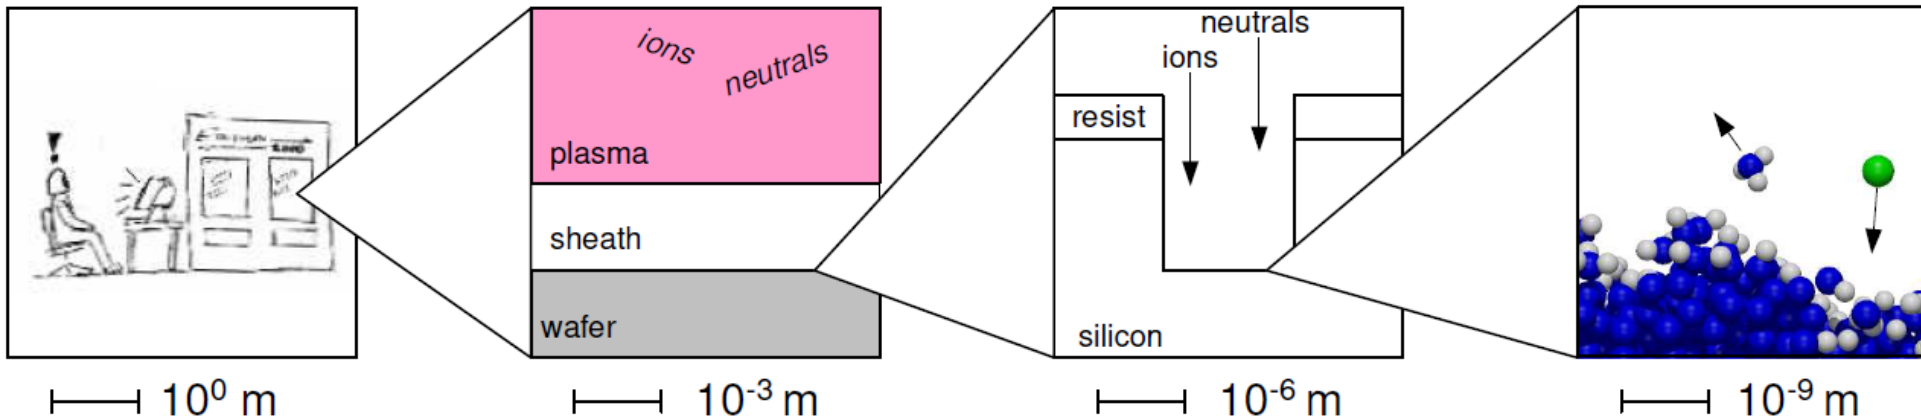 ions
neutrals
plasma
sheath
wafer
neutrals
ions
resist
silicon
10⁰ m
10⁻³ m
10⁻⁶ m
10⁻⁹ m